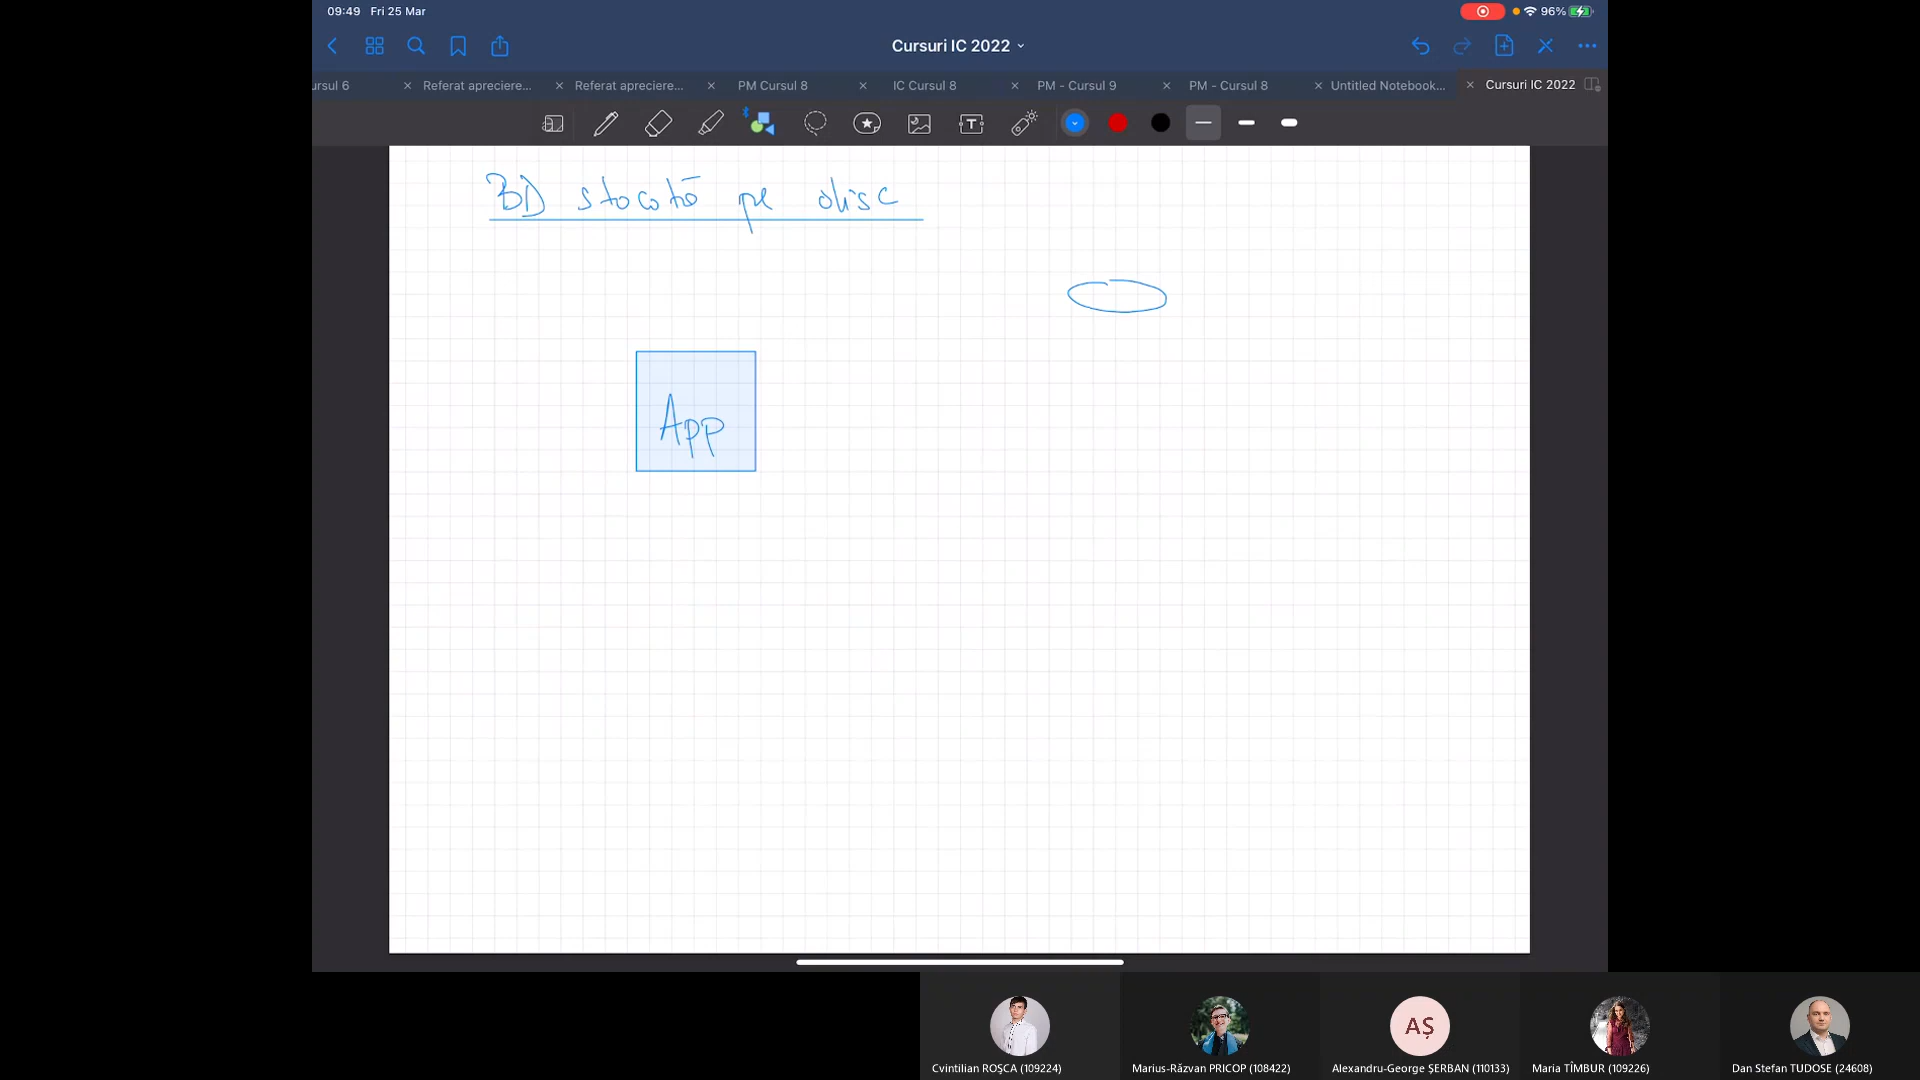 09:49 Fri 25 Mar
96%
Cursuri IC 2022
ursul 6
Referat apreciere...
Referat apreciere...
PM Cursul 8
IC Cursul 8
PM - Cursul 9
PM - Cursul 8
Untitled Notebook...
Cursuri IC 2022
BD stocată pe disc
App
AȘ
Cvintilian ROȘCA (109224)
Marius-Răzvan PRICOP (108422)
Alexandru-George ȘERBAN (110133)
Maria TÎMBUR (109226)
Dan Stefan TUDOSE (24608)